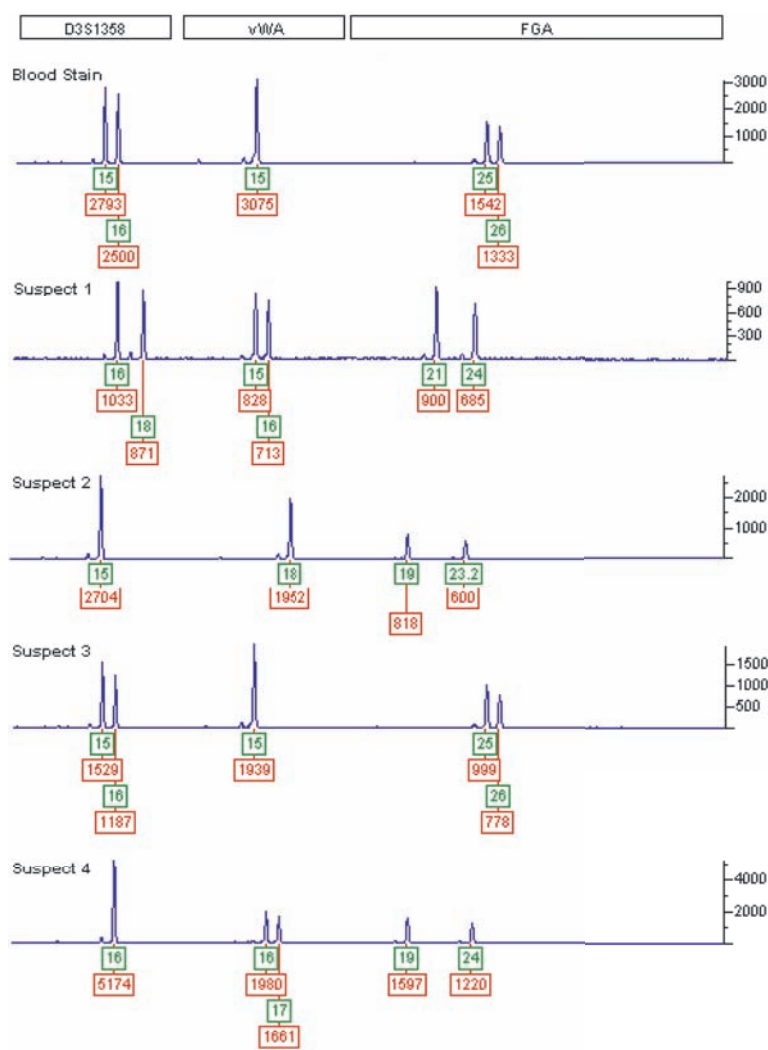 D3S1358 vWA FGA
Blood Stain
3000
2000
1000
15 15 25
2793 3075 1542
16 26
2500 1333
Suspect 1
900
600
300
16 15 21 24
1033 828 900 685
18 16
871 713
Suspect 2
2000
1000
15 18 19 23.2
2704 1952 600
818
Suspect 3
1500
1000
500
15 15 25
1529 1939 999
16 26
1187 778
Suspect 4
4000
2000
16 16 19 24
5174 1980 1597 1220
17
1661